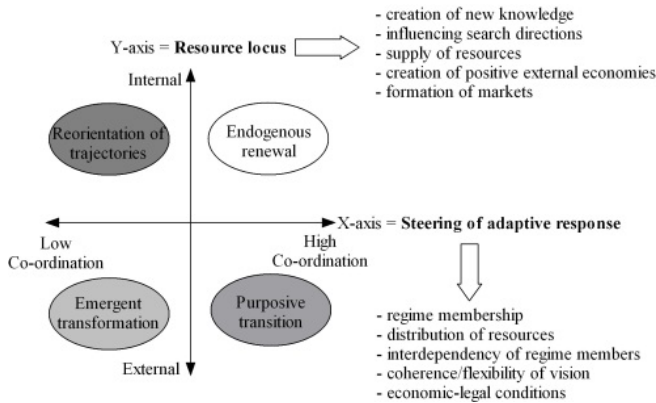 Y-axis = Resource locus
- creation of new knowledge
- influencing search directions
- supply of resources
- creation of positive external economies
- formation of markets
Internal
Reorientation of
trajectories
Endogenous
renewal
X-axis = Steering of adaptive response
Low
Co-ordination
High
Co-ordination
Emergent
transformation
Purposive
transition
External
- regime membership
- distribution of resources
- interdependency of regime members
- coherence/flexibility of vision
- economic-legal conditions